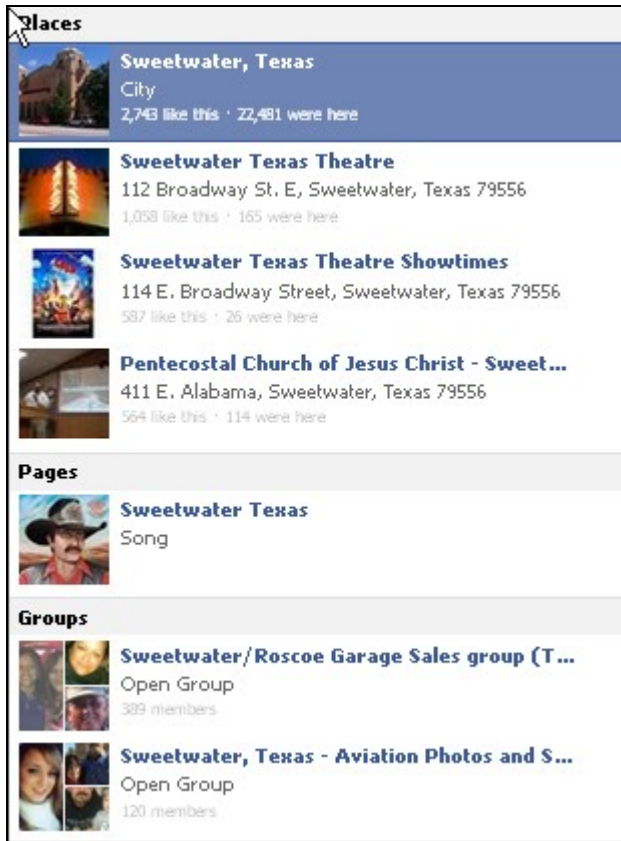 Places
Sweetwater, Texas
City
2,743 like this · 22,481 were here
Sweetwater Texas Theatre
112 Broadway St. E, Sweetwater, Texas 79556
1,058 like this · 165 were here
Sweetwater Texas Theatre Showtimes
114 E. Broadway Street, Sweetwater, Texas 79556
587 like this · 26 were here
Pentecostal Church of Jesus Christ - Sweet...
411 E. Alabama, Sweetwater, Texas 79556
564 like this · 114 were here
Pages
Sweetwater Texas
Song
Groups
Sweetwater/Roscoe Garage Sales group (T...
Open Group
389 members
Sweetwater, Texas - Aviation Photos and S...
Open Group
120 members